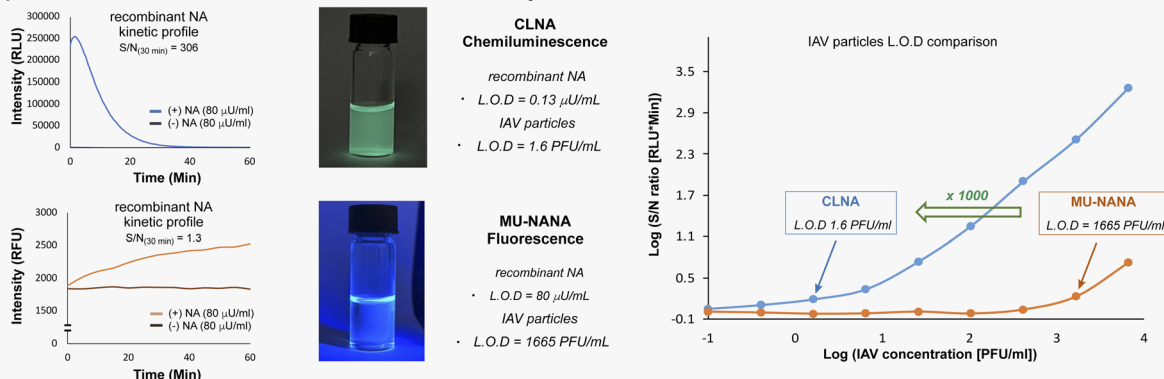 recombinant NA
kinetic profile
S/N(30 min) = 306
Intensity (RLU)
300000
250000
200000
150000
100000
50000
0
(+) NA (80 μU/ml)
(-) NA (80 μU/ml)
0 20 40 60
Time (Min)
CLNA
Chemiluminescence
recombinant NA
· L.O.D = 0.13 μU/mL
IAV particles
· L.O.D = 1.6 PFU/mL
recombinant NA
kinetic profile
S/N(30 min) = 1.3
Intensity (RFU)
3000
2500
2000
1500
0
(+) NA (80 μU/ml)
(-) NA (80 μU/ml)
0 20 40 60
Time (Min)
MU-NANA
Fluorescence
recombinant NA
· L.O.D = 80 μU/mL
IAV particles
· L.O.D = 1665 PFU/mL
IAV particles L.O.D comparison
Log (S/N ratio [RLU*Min])
3.5
2.9
2.3
1.7
1.1
0.5
-0.1
CLNA
L.O.D 1.6 PFU/ml
x 1000
MU-NANA
L.O.D = 1665 PFU/ml
-1 0 1 2 3 4
Log (IAV concentration [PFU/ml])